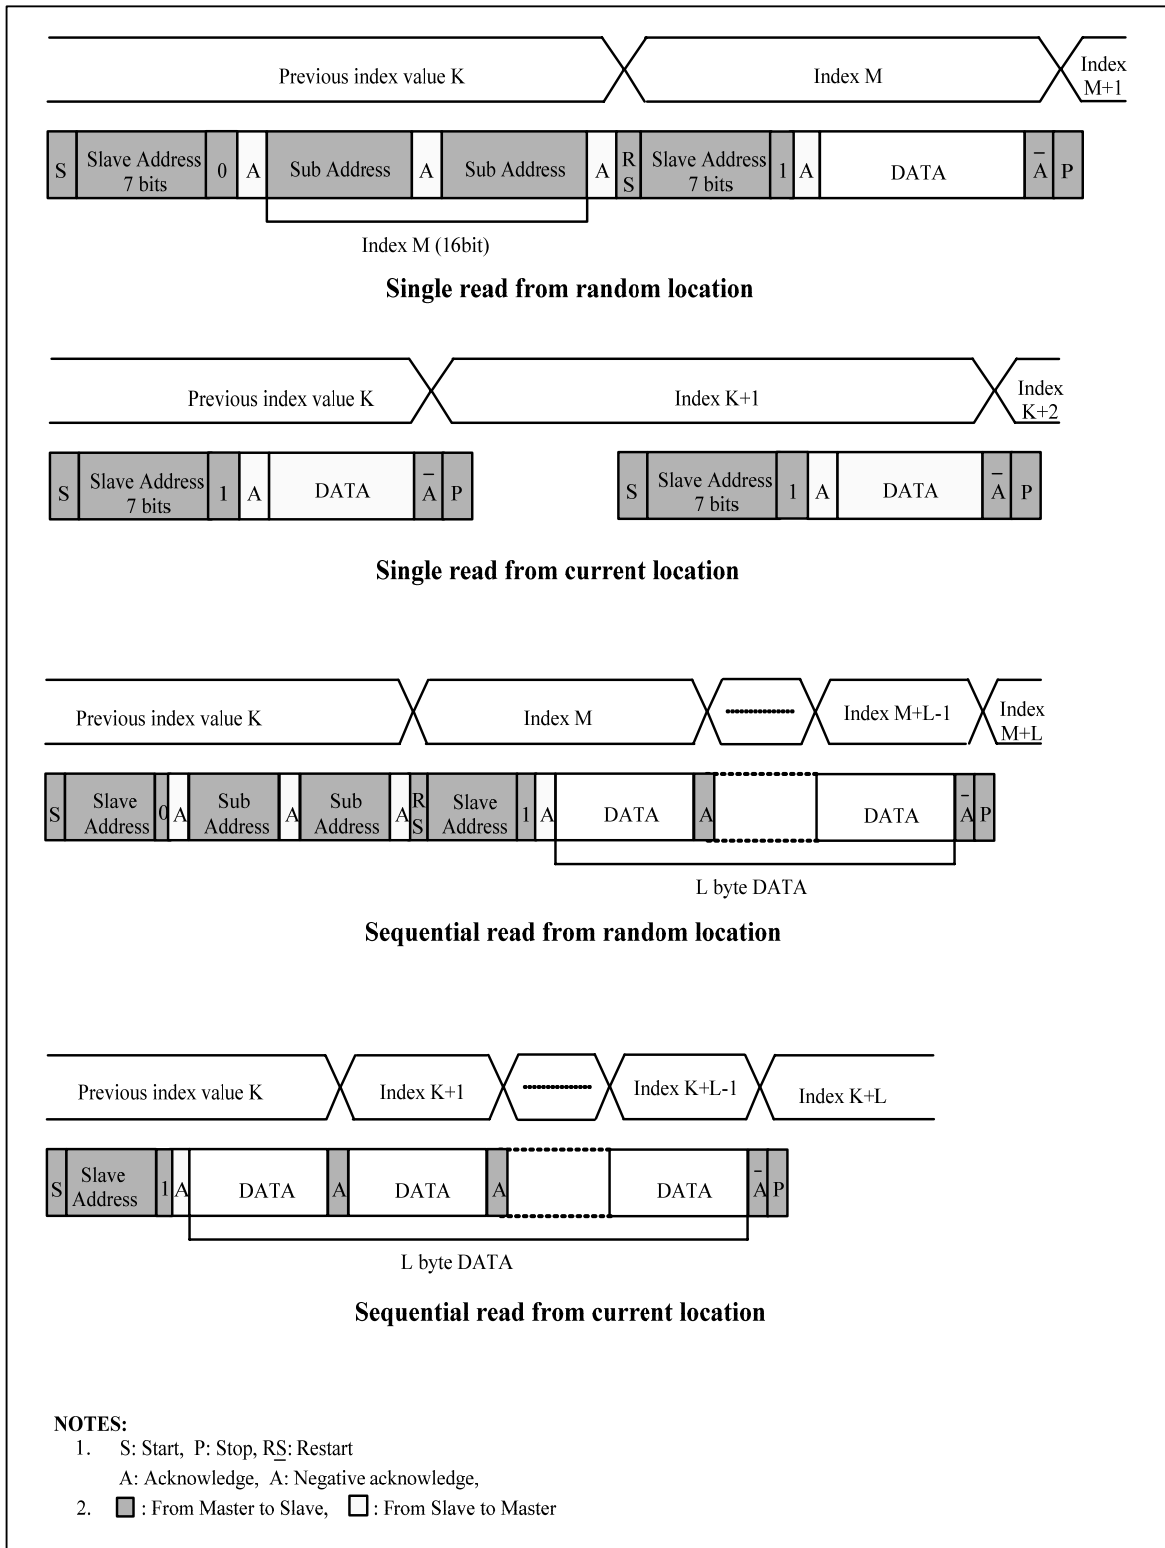 Previous index value K Index M Index
M+1
S Slave Address
7 bits 0 A Sub Address A Sub Address A R
S Slave Address
7 bits 1 A DATA A̅ P
Index M (16bit)
Single read from random location
Previous index value K Index K+1 Index
K+2
S Slave Address
7 bits 1 A DATA A̅ P
S Slave Address
7 bits 1 A DATA A̅ P
Single read from current location
Previous index value K Index M Index M+L-1 Index
M+L
S Slave
Address 0 A Sub
Address A Sub
Address A R
S Slave
Address 1 A DATA A DATA A̅ P
L byte DATA
Sequential read from random location
Previous index value K Index K+1 Index K+L-1 Index K+L
S Slave
Address 1 A DATA A DATA A DATA A̅ P
L byte DATA
Sequential read from current location
NOTES:
1. S: Start, P: Stop, RS: Restart
A: Acknowledge, A̅: Negative acknowledge,
2. : From Master to Slave, : From Slave to Master